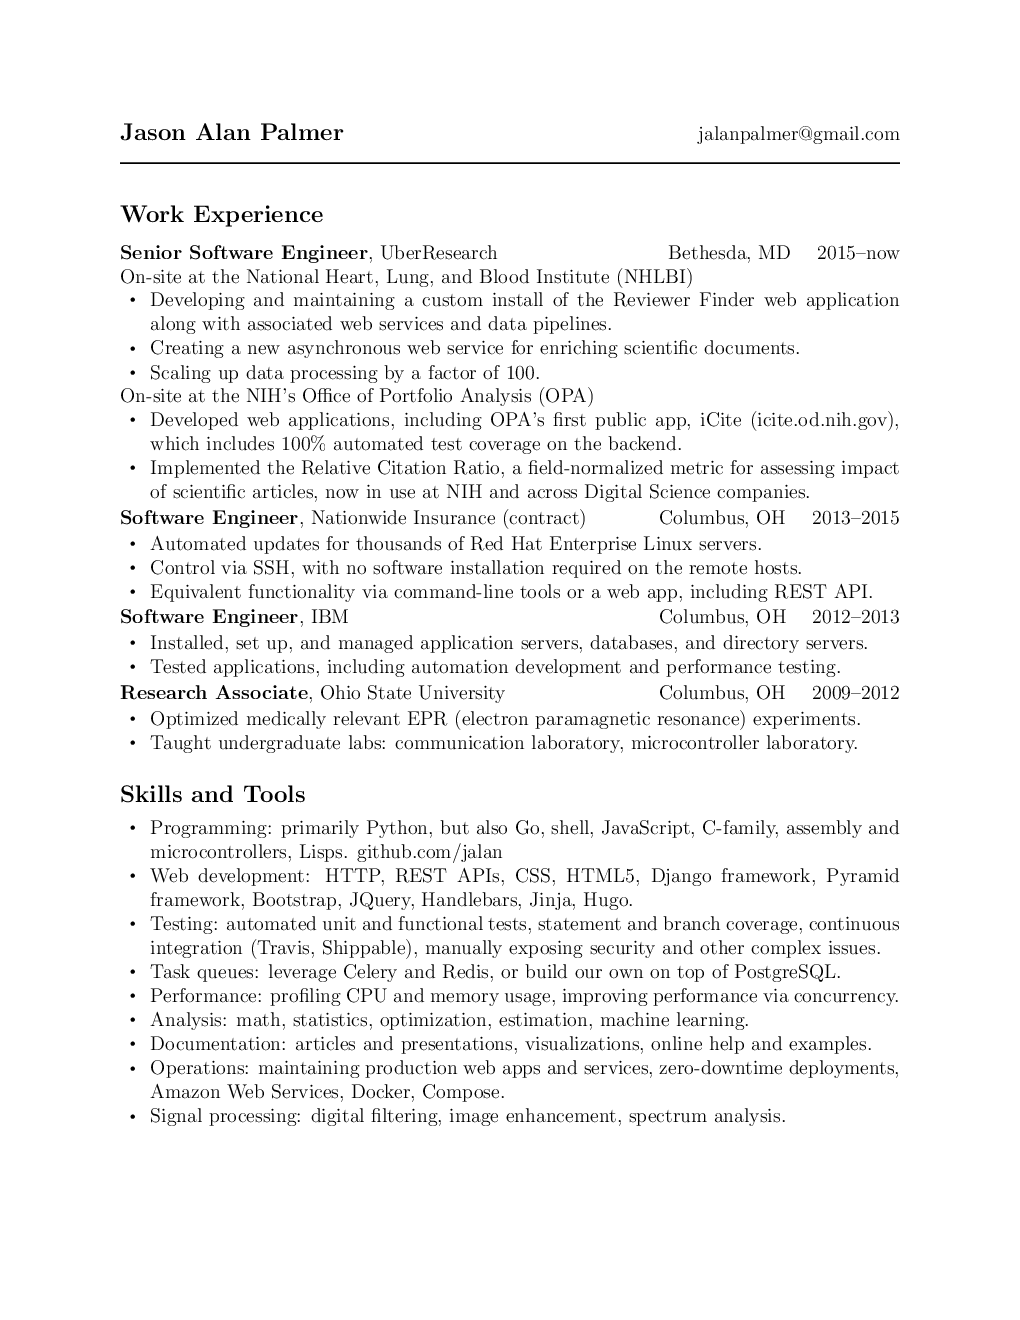 Jason Alan Palmer jalanpalmer@gmail.com
Work Experience
Senior Software Engineer, UberResearch Bethesda, MD 2015–now
On-site at the National Heart, Lung, and Blood Institute (NHLBI)
• Developing and maintaining a custom install of the Reviewer Finder web application
along with associated web services and data pipelines.
• Creating a new asynchronous web service for enriching scientific documents.
• Scaling up data processing by a factor of 100.
On-site at the NIH's Office of Portfolio Analysis (OPA)
• Developed web applications, including OPA's first public app, iCite (icite.od.nih.gov),
which includes 100% automated test coverage on the backend.
• Implemented the Relative Citation Ratio, a field-normalized metric for assessing impact
of scientific articles, now in use at NIH and across Digital Science companies.
Software Engineer, Nationwide Insurance (contract) Columbus, OH 2013–2015
• Automated updates for thousands of Red Hat Enterprise Linux servers.
• Control via SSH, with no software installation required on the remote hosts.
• Equivalent functionality via command-line tools or a web app, including REST API.
Software Engineer, IBM Columbus, OH 2012–2013
• Installed, set up, and managed application servers, databases, and directory servers.
• Tested applications, including automation development and performance testing.
Research Associate, Ohio State University Columbus, OH 2009–2012
• Optimized medically relevant EPR (electron paramagnetic resonance) experiments.
• Taught undergraduate labs: communication laboratory, microcontroller laboratory.
Skills and Tools
• Programming: primarily Python, but also Go, shell, JavaScript, C-family, assembly and
microcontrollers, Lisps. github.com/jalan
• Web development: HTTP, REST APIs, CSS, HTML5, Django framework, Pyramid
framework, Bootstrap, JQuery, Handlebars, Jinja, Hugo.
• Testing: automated unit and functional tests, statement and branch coverage, continuous
integration (Travis, Shippable), manually exposing security and other complex issues.
• Task queues: leverage Celery and Redis, or build our own on top of PostgreSQL.
• Performance: profiling CPU and memory usage, improving performance via concurrency.
• Analysis: math, statistics, optimization, estimation, machine learning.
• Documentation: articles and presentations, visualizations, online help and examples.
• Operations: maintaining production web apps and services, zero-downtime deployments,
Amazon Web Services, Docker, Compose.
• Signal processing: digital filtering, image enhancement, spectrum analysis.